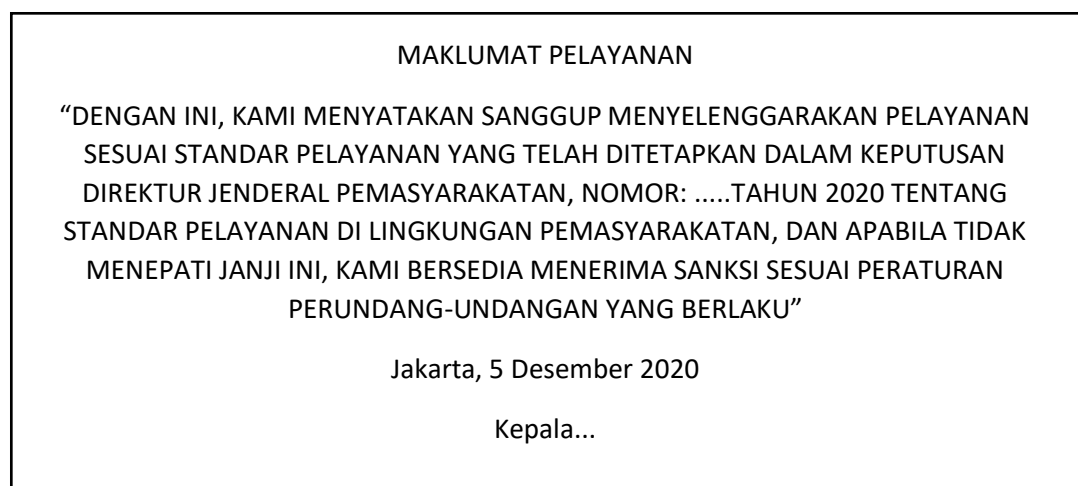 MAKLUMAT PELAYANAN
“DENGAN INI, KAMI MENYATAKAN SANGGUP MENYELENGGARAKAN PELAYANAN
SESUAI STANDAR PELAYANAN YANG TELAH DITETAPKAN DALAM KEPUTUSAN
DIREKTUR JENDERAL PEMASYARAKATAN, NOMOR: .....TAHUN 2020 TENTANG
STANDAR PELAYANAN DI LINGKUNGAN PEMASYARAKATAN, DAN APABILA TIDAK
MENEPATI JANJI INI, KAMI BERSEDIA MENERIMA SANKSI SESUAI PERATURAN
PERUNDANG-UNDANGAN YANG BERLAKU”
Jakarta, 5 Desember 2020
Kepala...